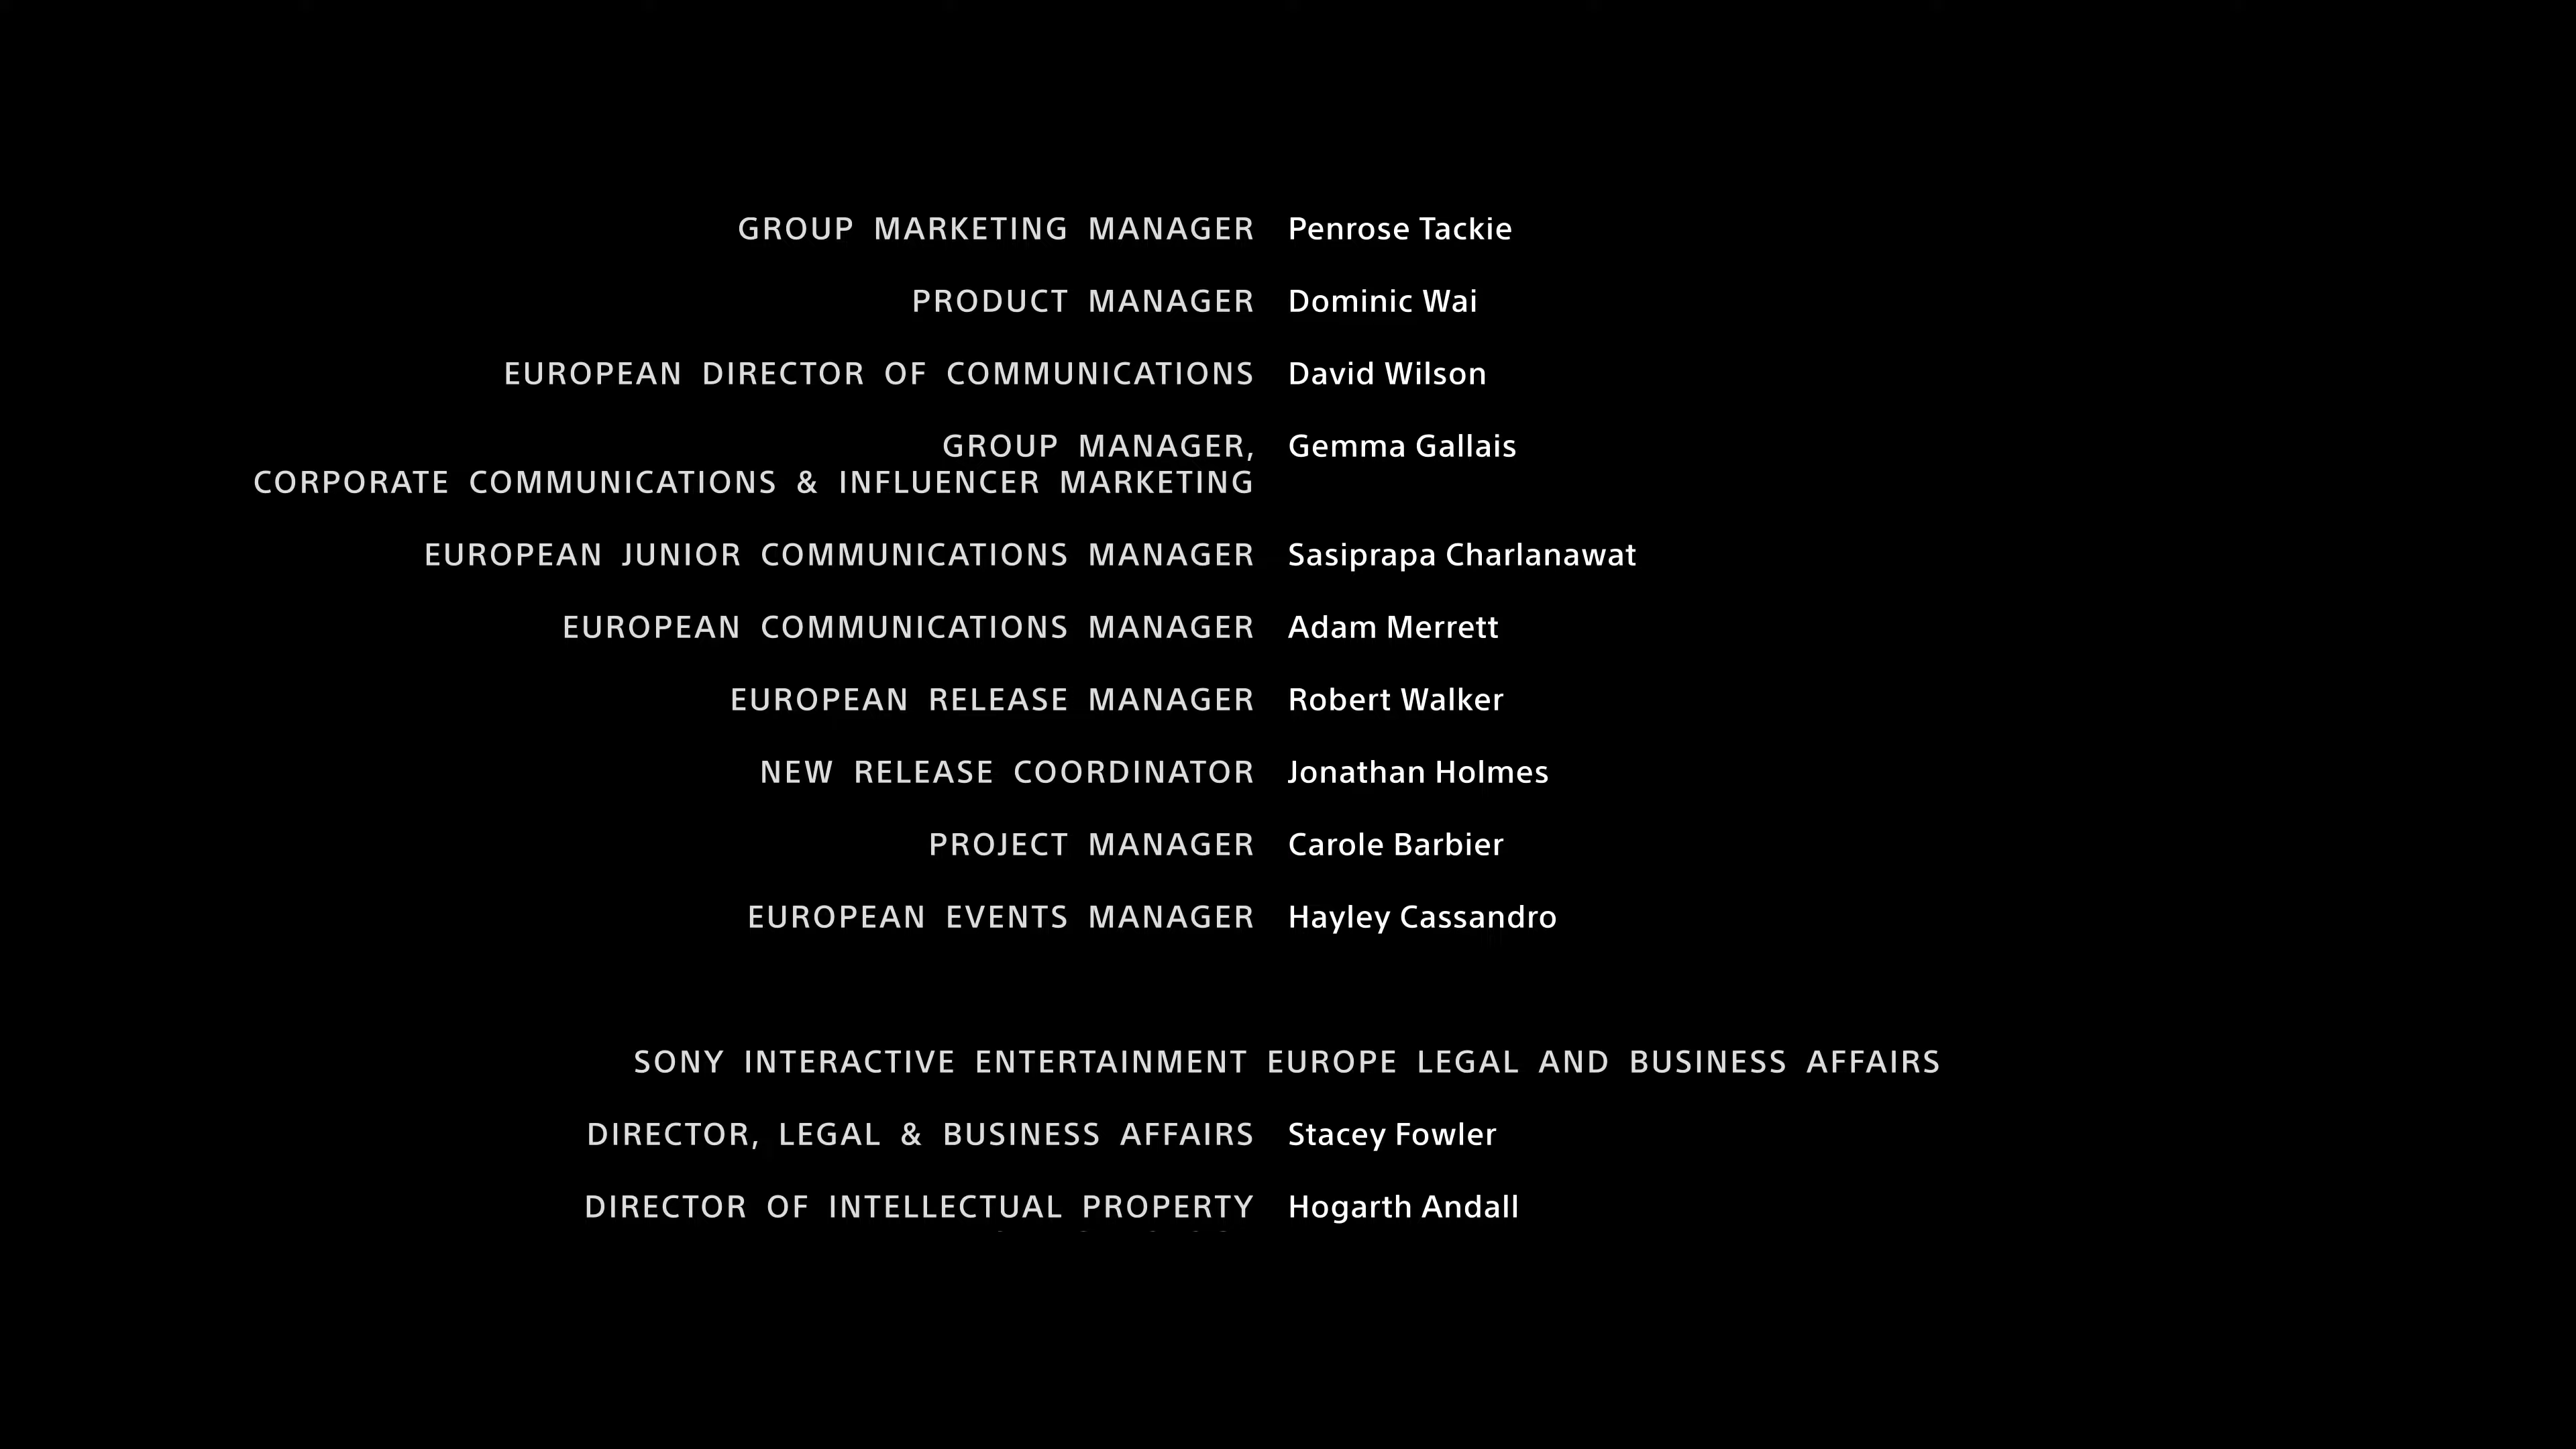 GROUP MARKETING MANAGER Penrose Tackie
PRODUCT MANAGER Dominic Wai
EUROPEAN DIRECTOR OF COMMUNICATIONS David Wilson
GROUP MANAGER, Gemma Gallais
CORPORATE COMMUNICATIONS & INFLUENCER MARKETING
EUROPEAN JUNIOR COMMUNICATIONS MANAGER Sasiprapa Charlanawat
EUROPEAN COMMUNICATIONS MANAGER Adam Merrett
EUROPEAN RELEASE MANAGER Robert Walker
NEW RELEASE COORDINATOR Jonathan Holmes
PROJECT MANAGER Carole Barbier
EUROPEAN EVENTS MANAGER Hayley Cassandro
SONY INTERACTIVE ENTERTAINMENT EUROPE LEGAL AND BUSINESS AFFAIRS
DIRECTOR, LEGAL & BUSINESS AFFAIRS Stacey Fowler
DIRECTOR OF INTELLECTUAL PROPERTY Hogarth Andall